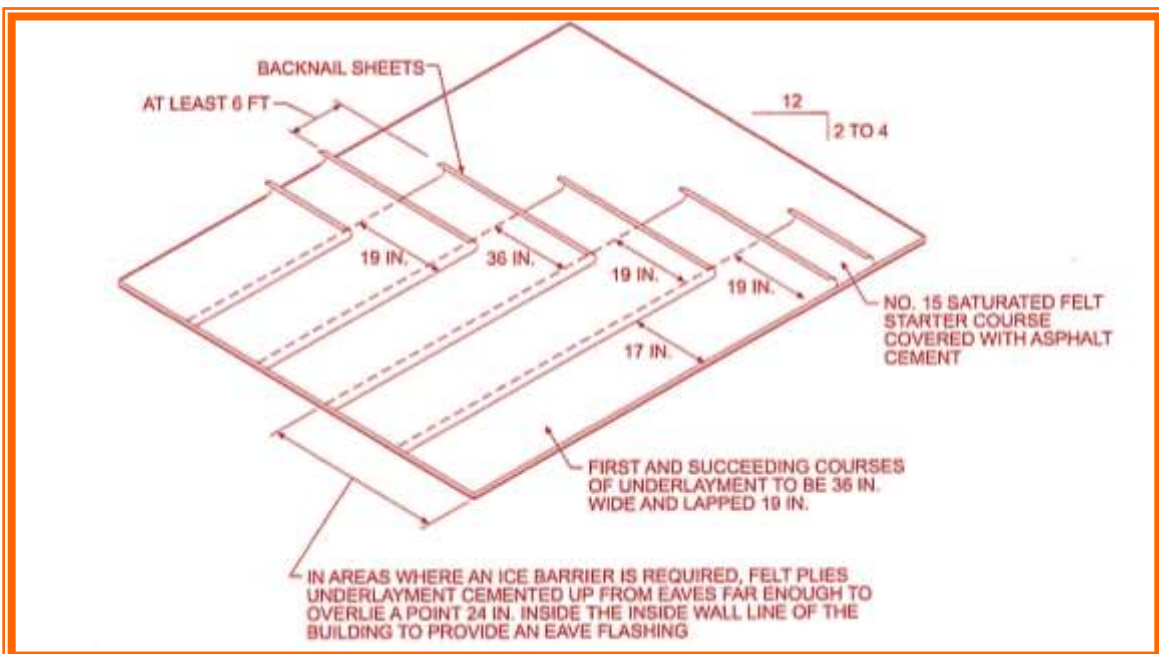 BACKNAIL SHEETS
AT LEAST 6 FT
12
2 TO 4
19 IN.
36 IN.
19 IN.
19 IN.
17 IN.
NO. 15 SATURATED FELT
STARTER COURSE
COVERED WITH ASPHALT
CEMENT
FIRST AND SUCCEEDING COURSES
OF UNDERLAYMENT TO BE 36 IN.
WIDE AND LAPPED 19 IN.
IN AREAS WHERE AN ICE BARRIER IS REQUIRED, FELT PLIES
UNDERLAYMENT CEMENTED UP FROM EAVES FAR ENOUGH TO
OVERLIE A POINT 24 IN. INSIDE THE INSIDE WALL LINE OF THE
BUILDING TO PROVIDE AN EAVE FLASHING